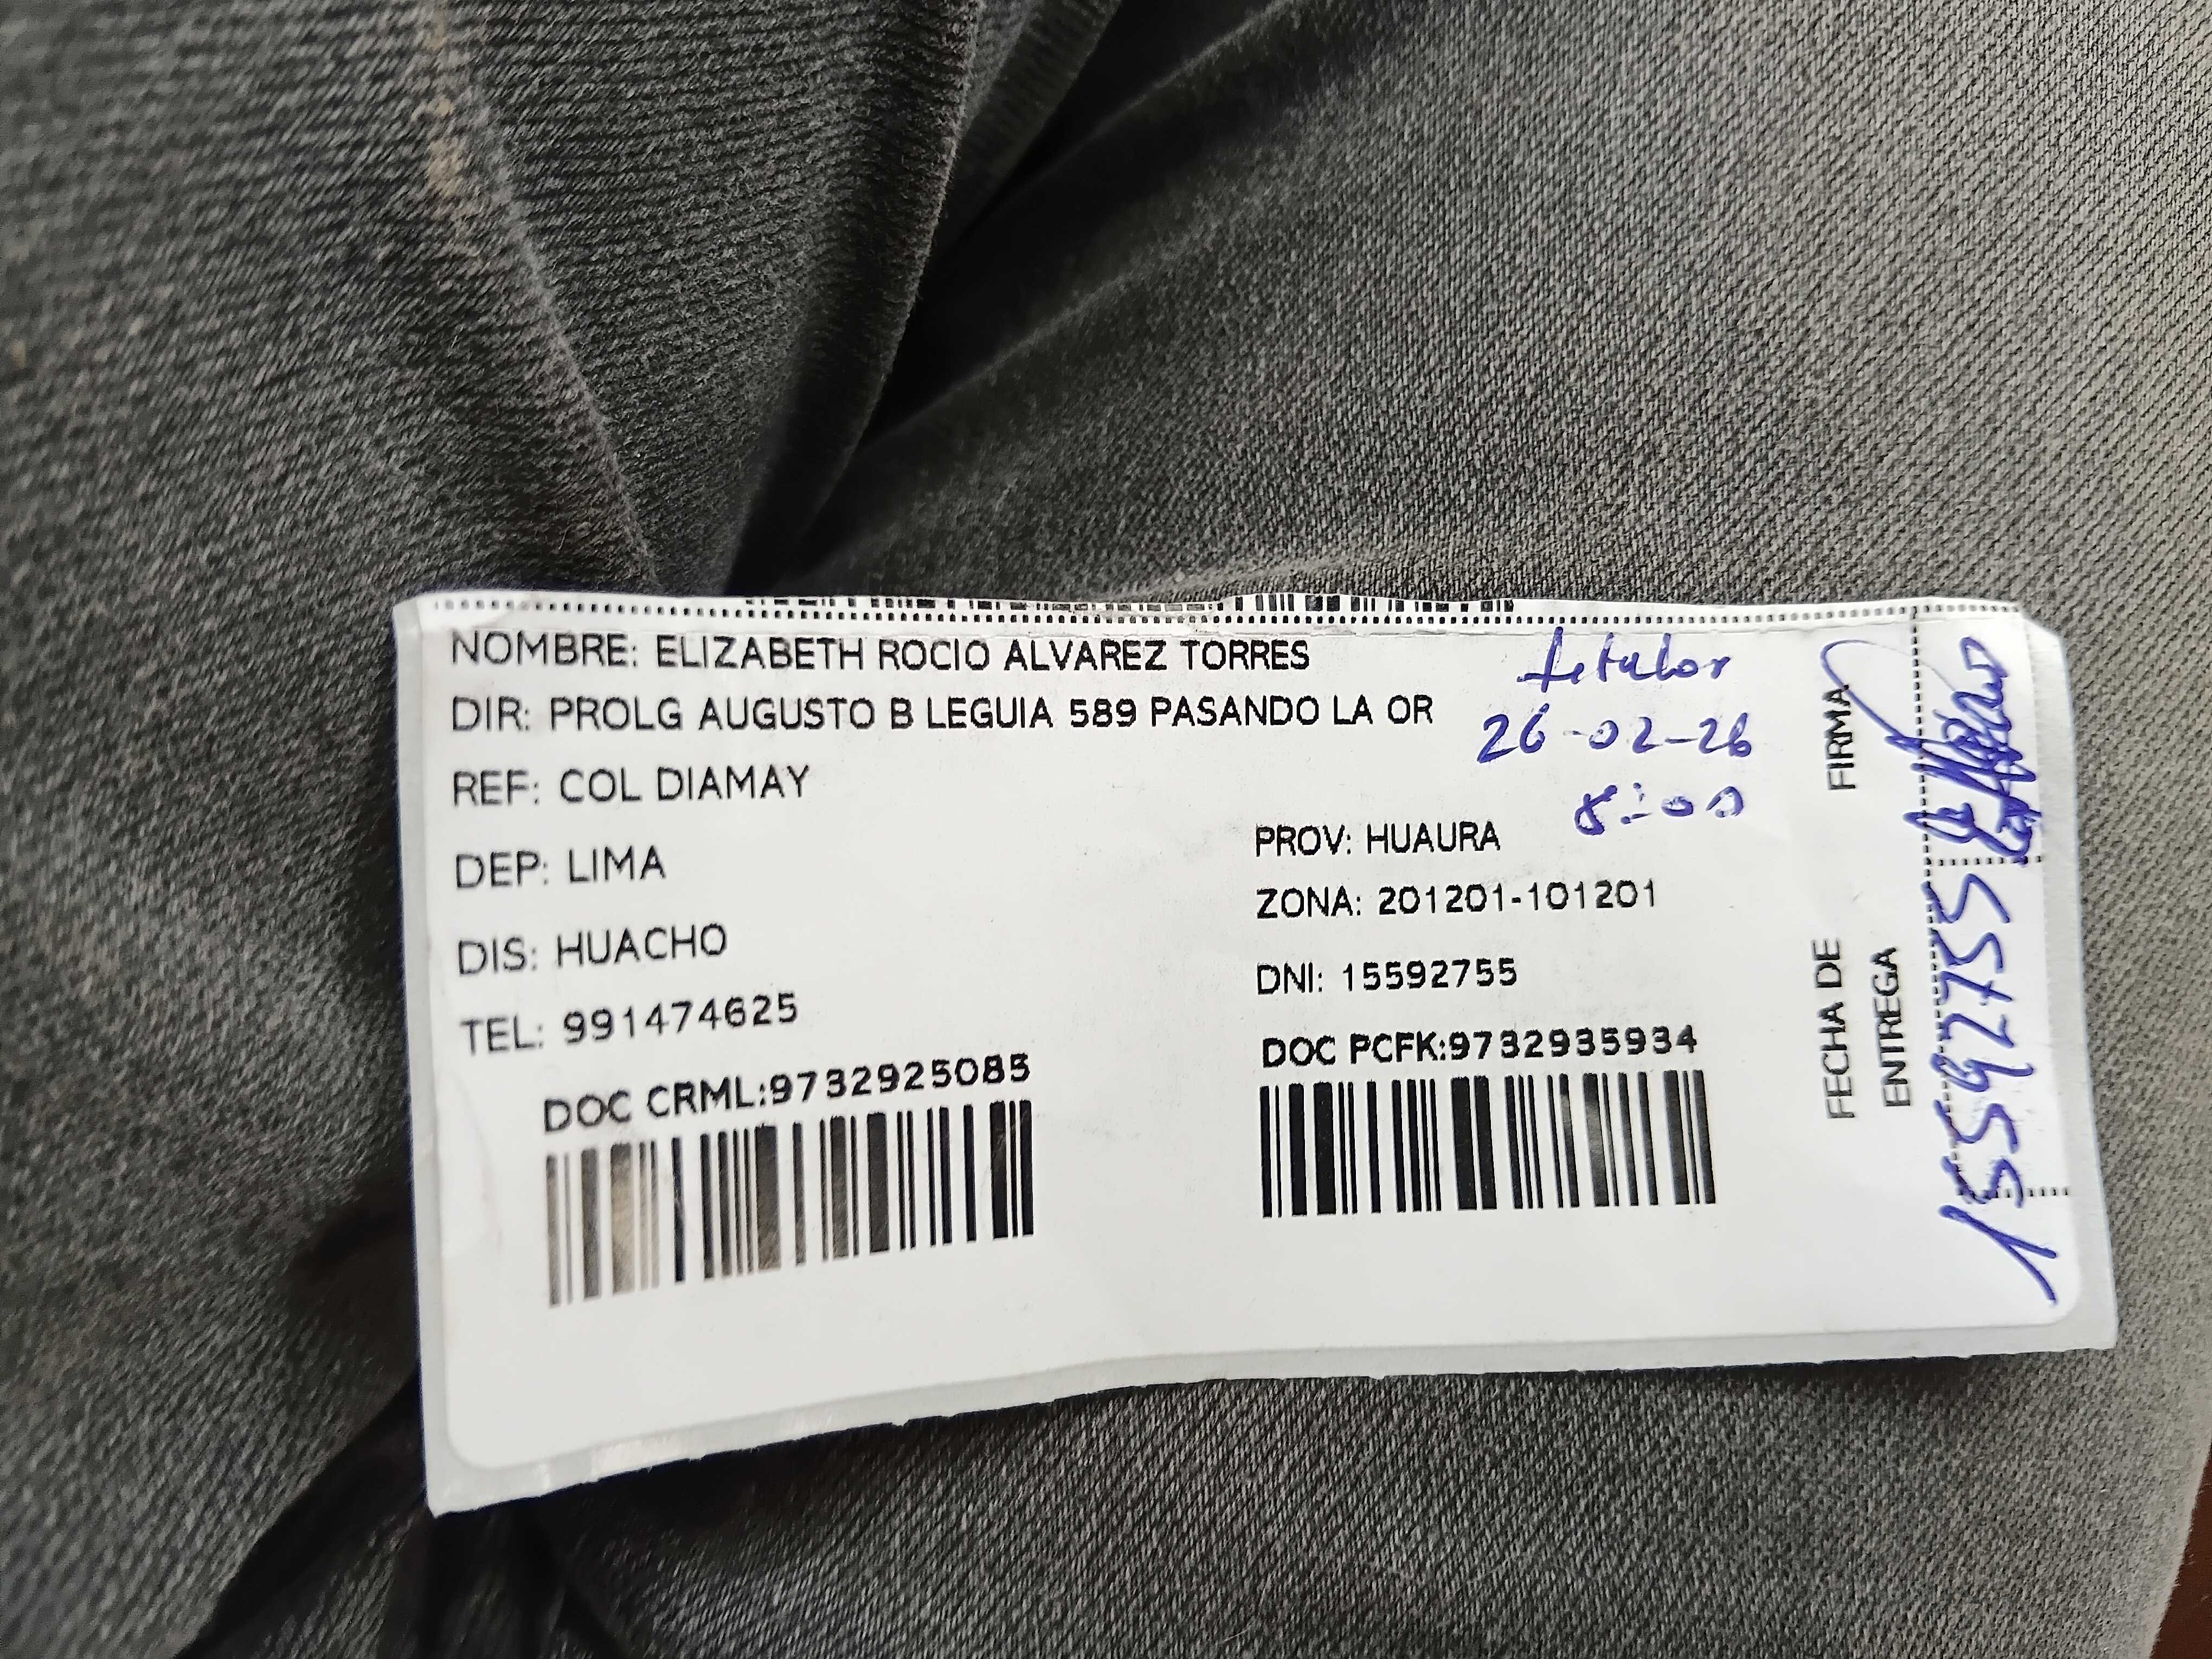 NOMBRE: ELIZABETH ROCIO ALVAREZ TORRES
titular
DIR: PROLG AUGUSTO B LEGUIA 589 PASANDO LA OR
26-02-26
REF: COL DIAMAY
8:00
DEP: LIMA
PROV: HUAURA
ZONA: 201201-101201
DIS: HUACHO
DNI: 15592755
TEL: 991474625
DOC CRML:9732925085
DOC PCFK:9732935934
FIRMA
FECHA DE
ENTREGA
15592755